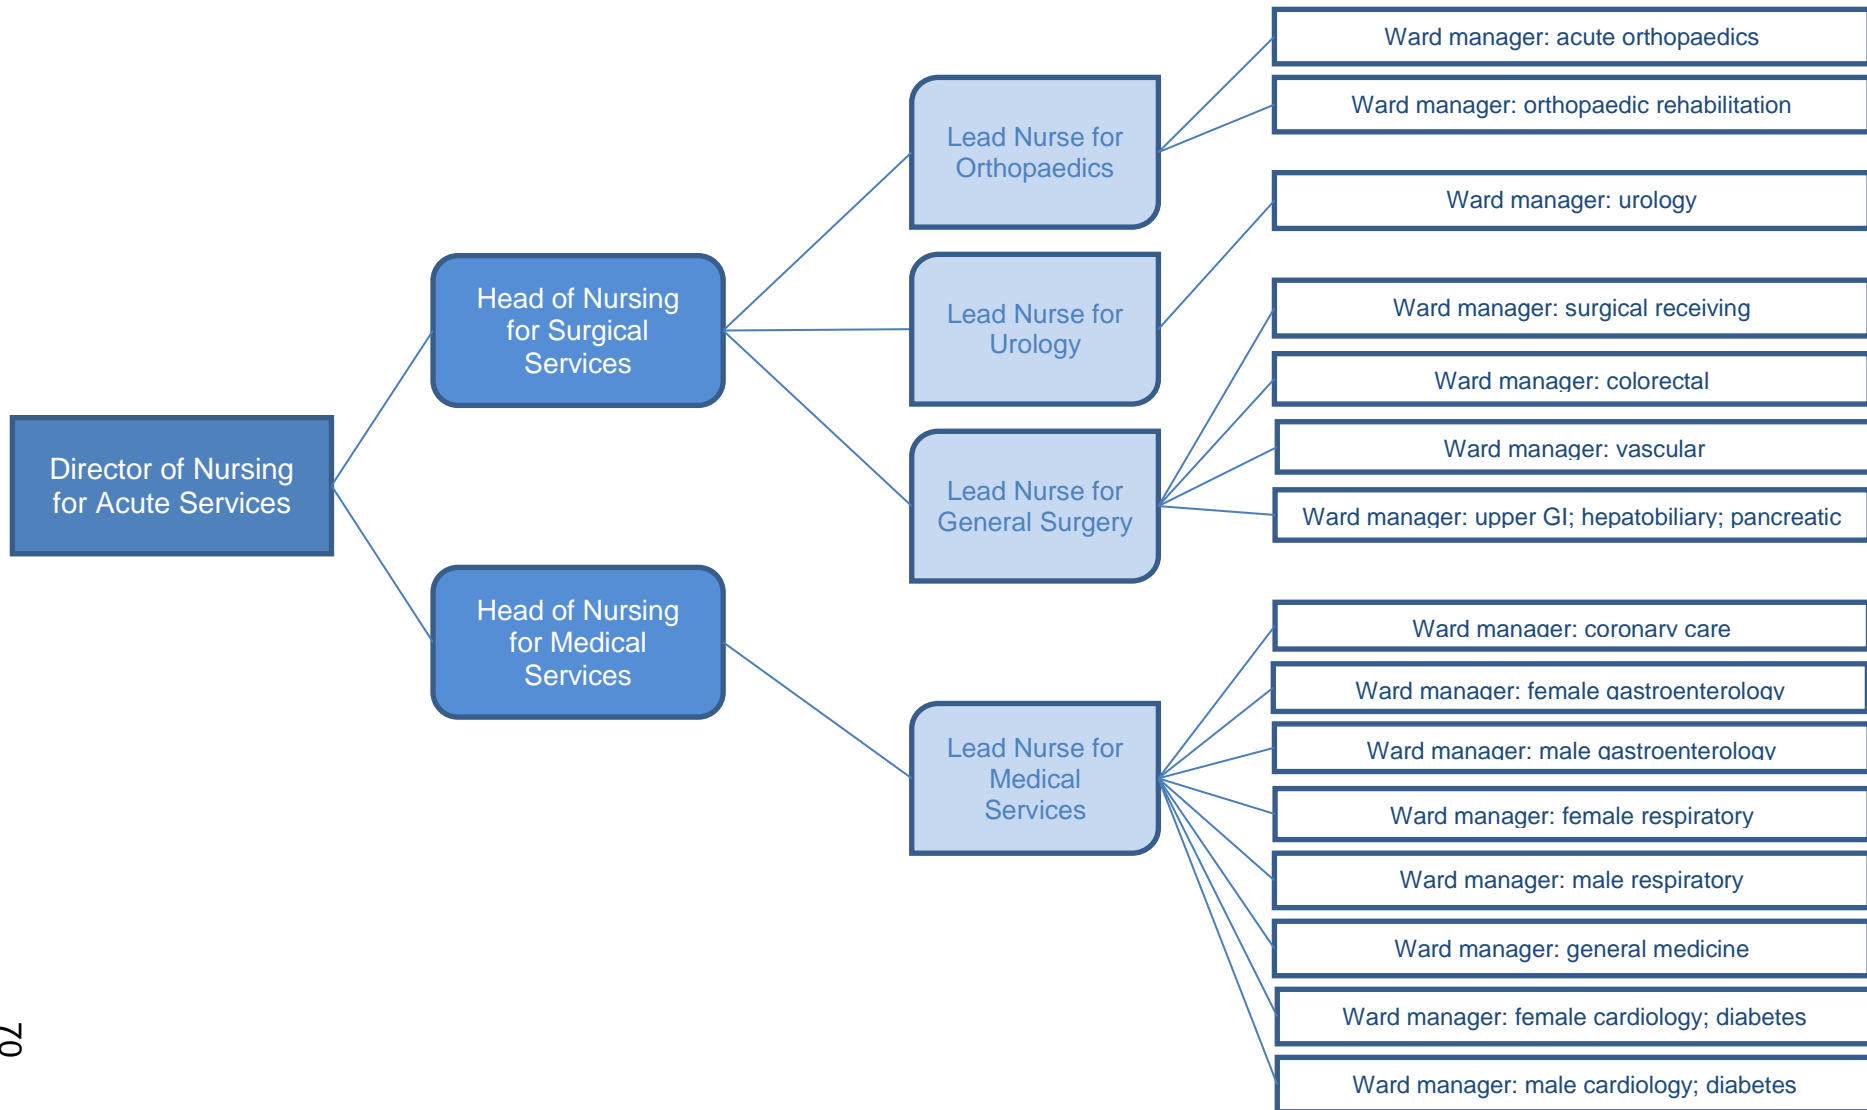 Director of Nursing
for Acute Services
Head of Nursing
for Surgical
Services
Head of Nursing
for Medical
Services
Lead Nurse for
Orthopaedics
Lead Nurse for
Urology
Lead Nurse for
General Surgery
Lead Nurse for
Medical
Services
Ward manager: acute orthopaedics
Ward manager: orthopaedic rehabilitation
Ward manager: urology
Ward manager: surgical receiving
Ward manager: colorectal
Ward manager: vascular
Ward manager: upper GI; hepatobiliary; pancreatic
Ward manager: coronary care
Ward manager: female gastroenterology
Ward manager: male gastroenterology
Ward manager: female respiratory
Ward manager: male respiratory
Ward manager: general medicine
Ward manager: female cardiology; diabetes
Ward manager: male cardiology; diabetes
70